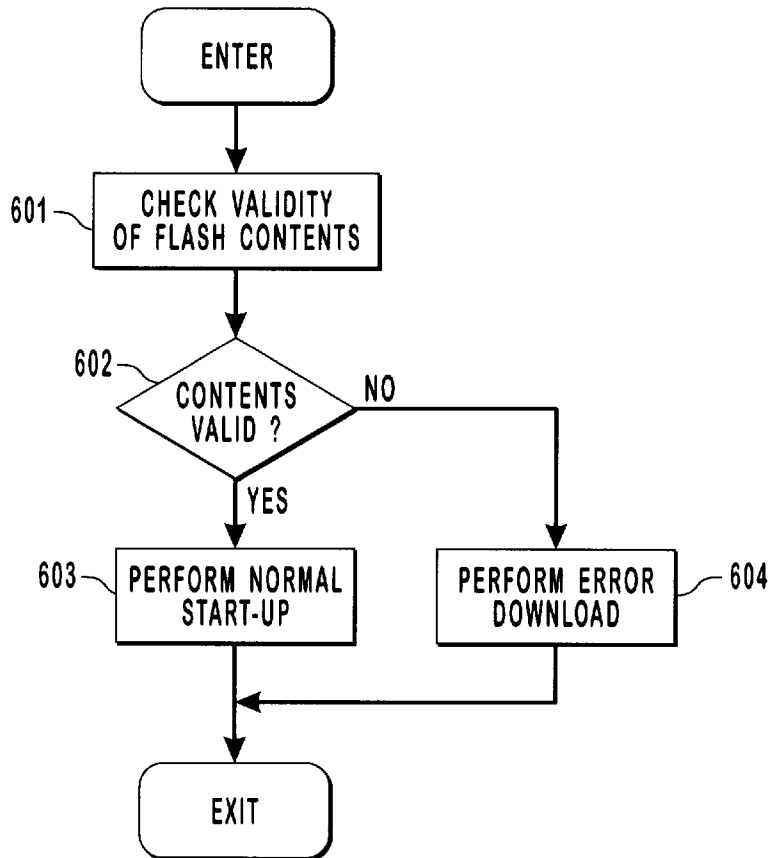 ENTER
601
CHECK VALIDITY
OF FLASH CONTENTS
602
CONTENTS
VALID ?
NO
YES
603
PERFORM NORMAL
START-UP
PERFORM ERROR
DOWNLOAD
604
EXIT